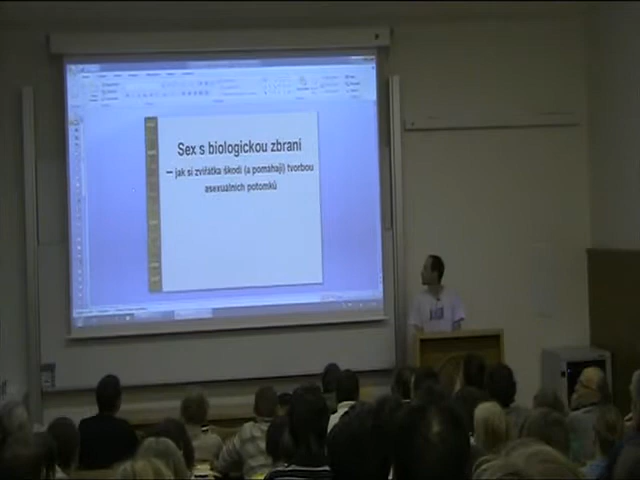 Sex s biologickou zbraní
– jak si zvířátka škodí (a pomáhají) tvorbou
asexuálních potomků